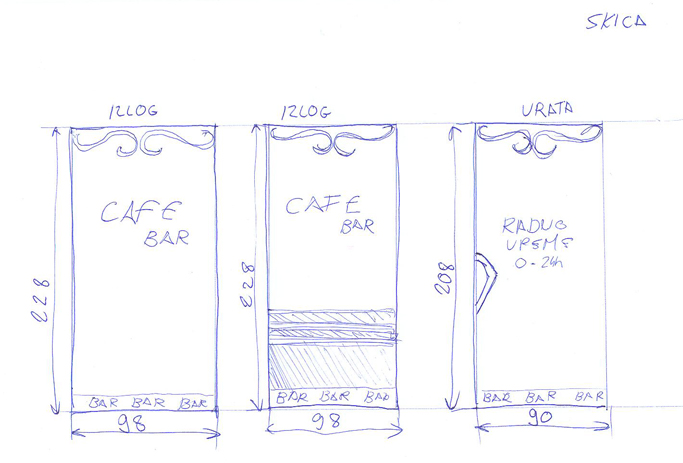 SKICA
IZLOG
IZLOG
VRATA
228
CAFE
BAR
BAR BAR BAR
98
228
CAFE
BAR
BAR BAR BAR
98
208
RADNO
VREME
0-24h
BAR BAR BAR
90